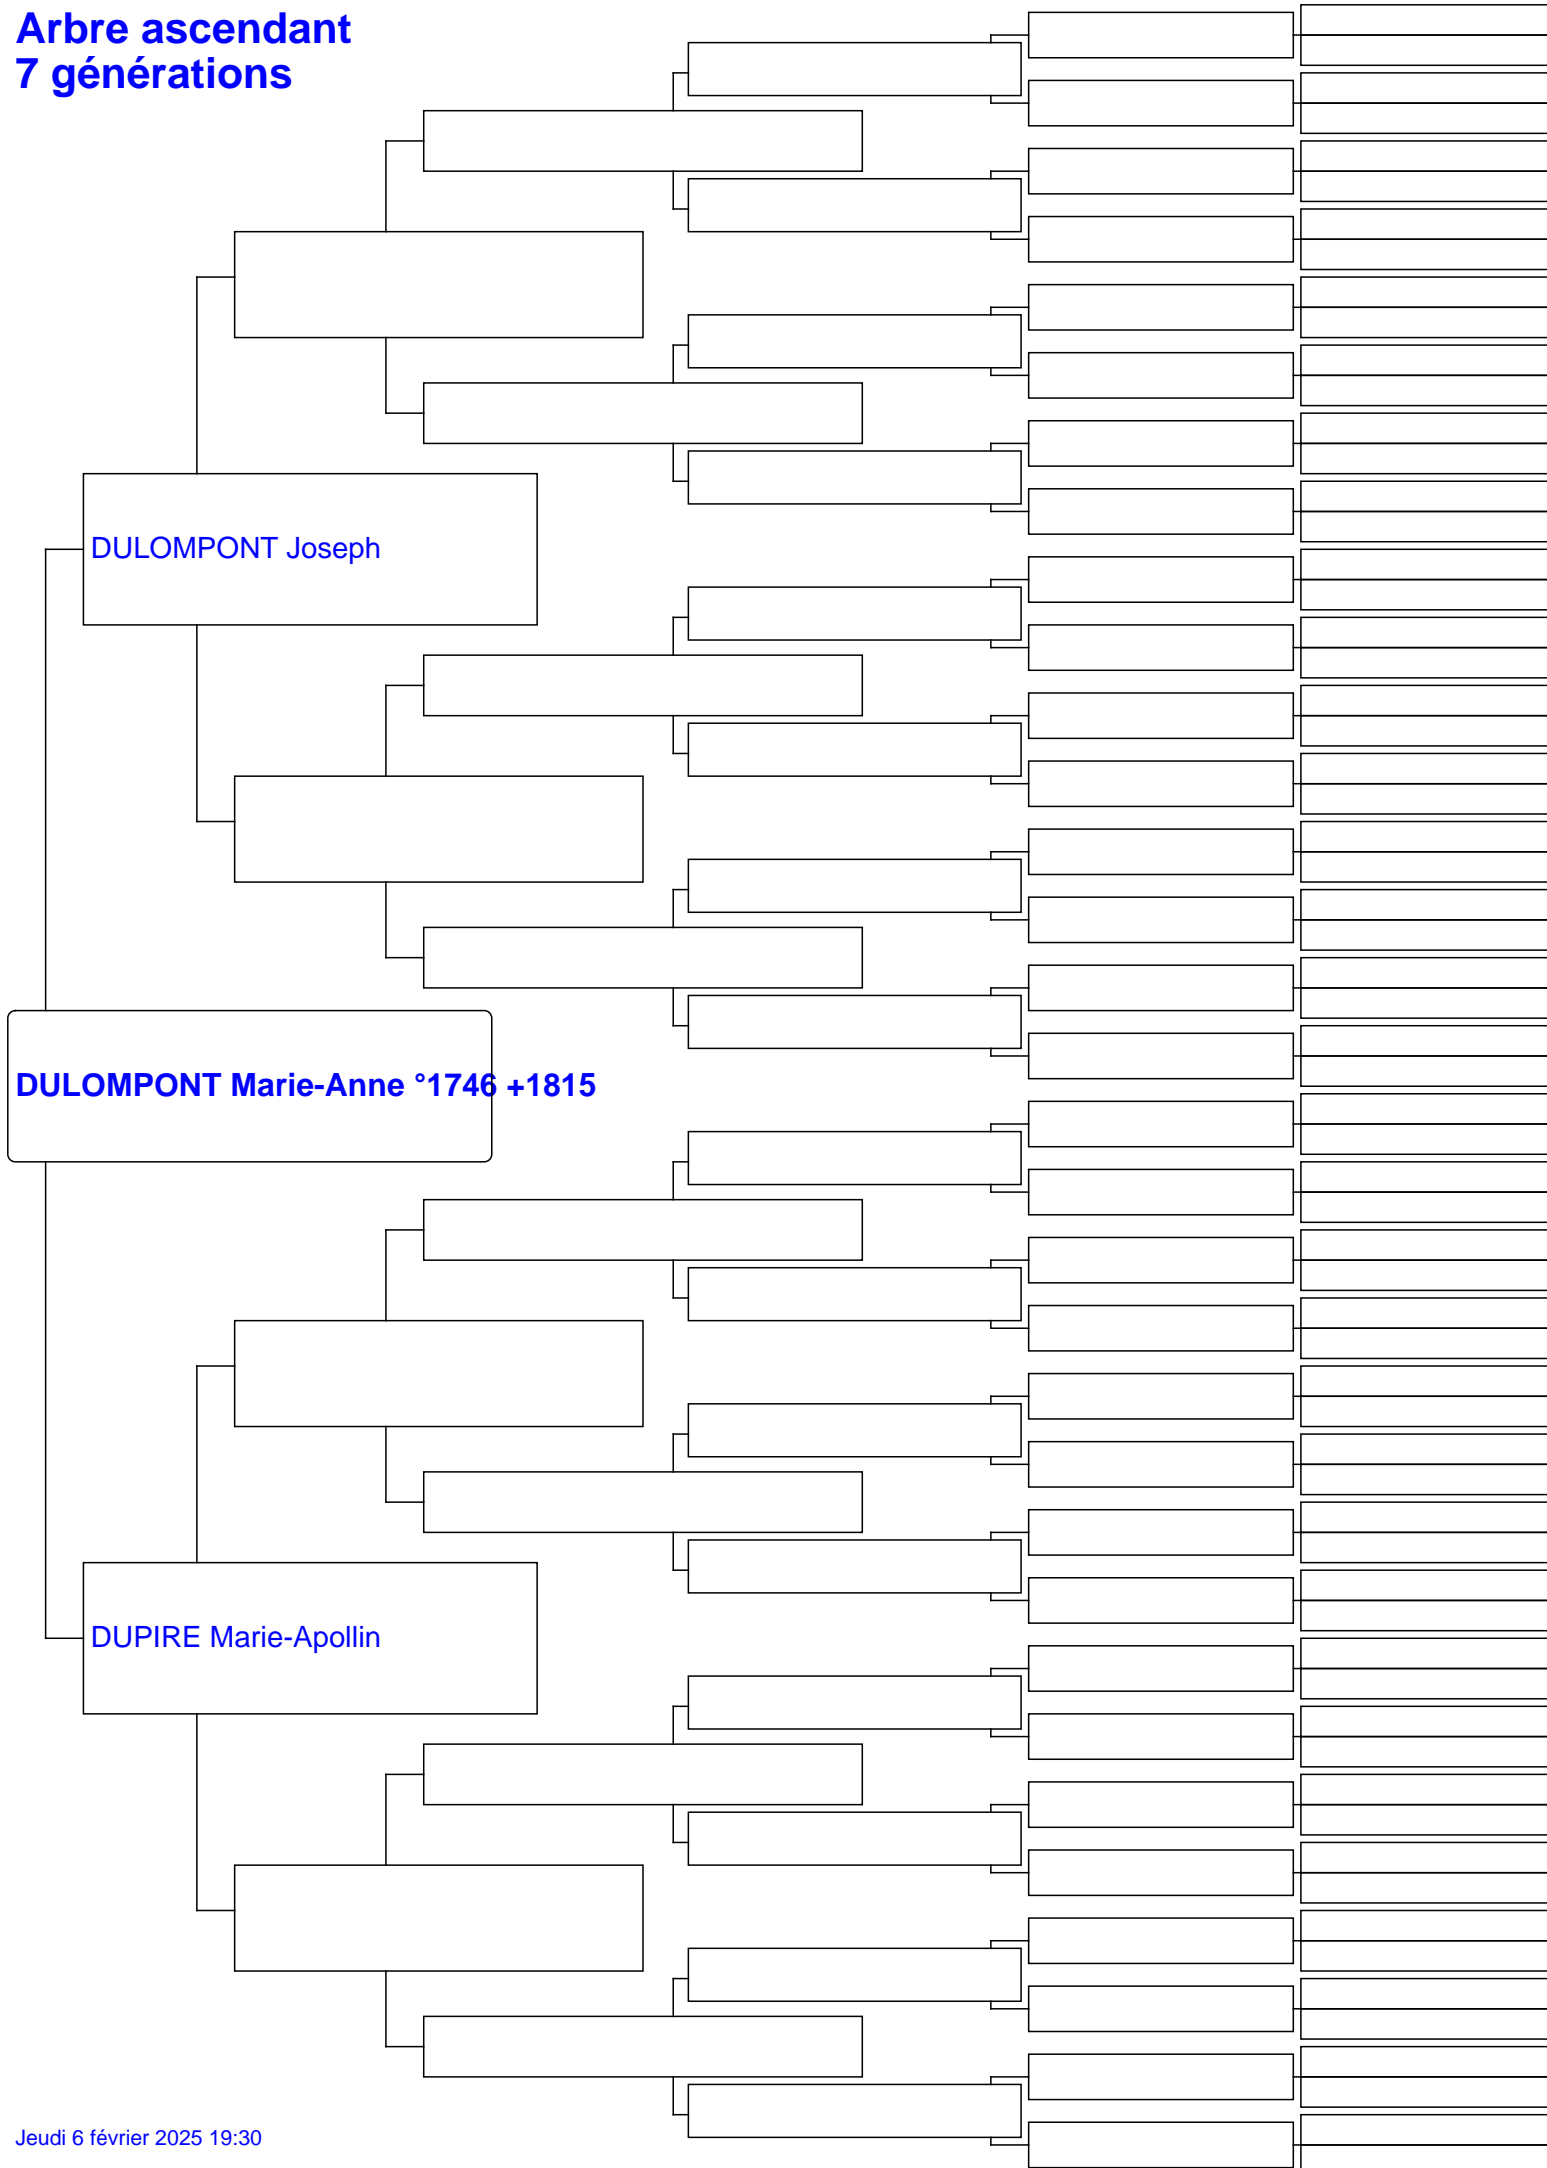 Arbre ascendant
7 générations
DULOMPONT Joseph
DULOMPONT Marie-Anne °1746 +1815
DUPIRE Marie-Apollin
Jeudi 6 février 2025 19:30